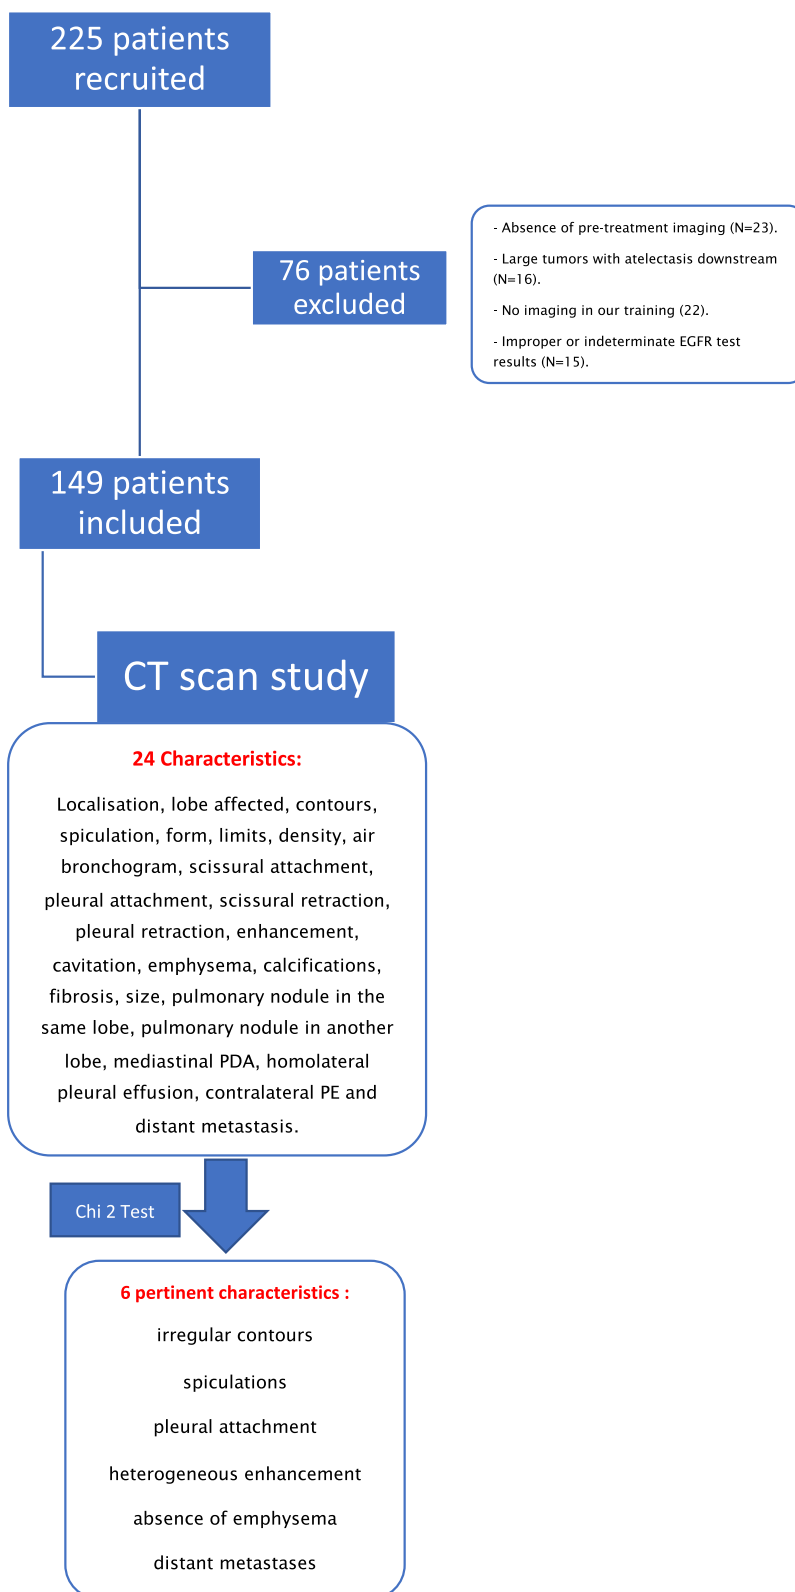 225 patients
recruited
76 patients
excluded
- Absence of pre-treatment imaging (N=23).
- Large tumors with atelectasis downstream
(N=16).
- No imaging in our training (22).
- Improper or indeterminate EGFR test
results (N=15).
149 patients
included
CT scan study
24 Characteristics:
Localisation, lobe affected, contours,
spiculation, form, limits, density, air
bronchogram, scissural attachment,
pleural attachment, scissural retraction,
pleural retraction, enhancement,
cavitation, emphysema, calcifications,
fibrosis, size, pulmonary nodule in the
same lobe, pulmonary nodule in another
lobe, mediastinal PDA, homolateral
pleural effusion, contralateral PE and
distant metastasis.
Chi 2 Test
6 pertinent characteristics :
irregular contours
spiculations
pleural attachment
heterogeneous enhancement
absence of emphysema
distant metastases